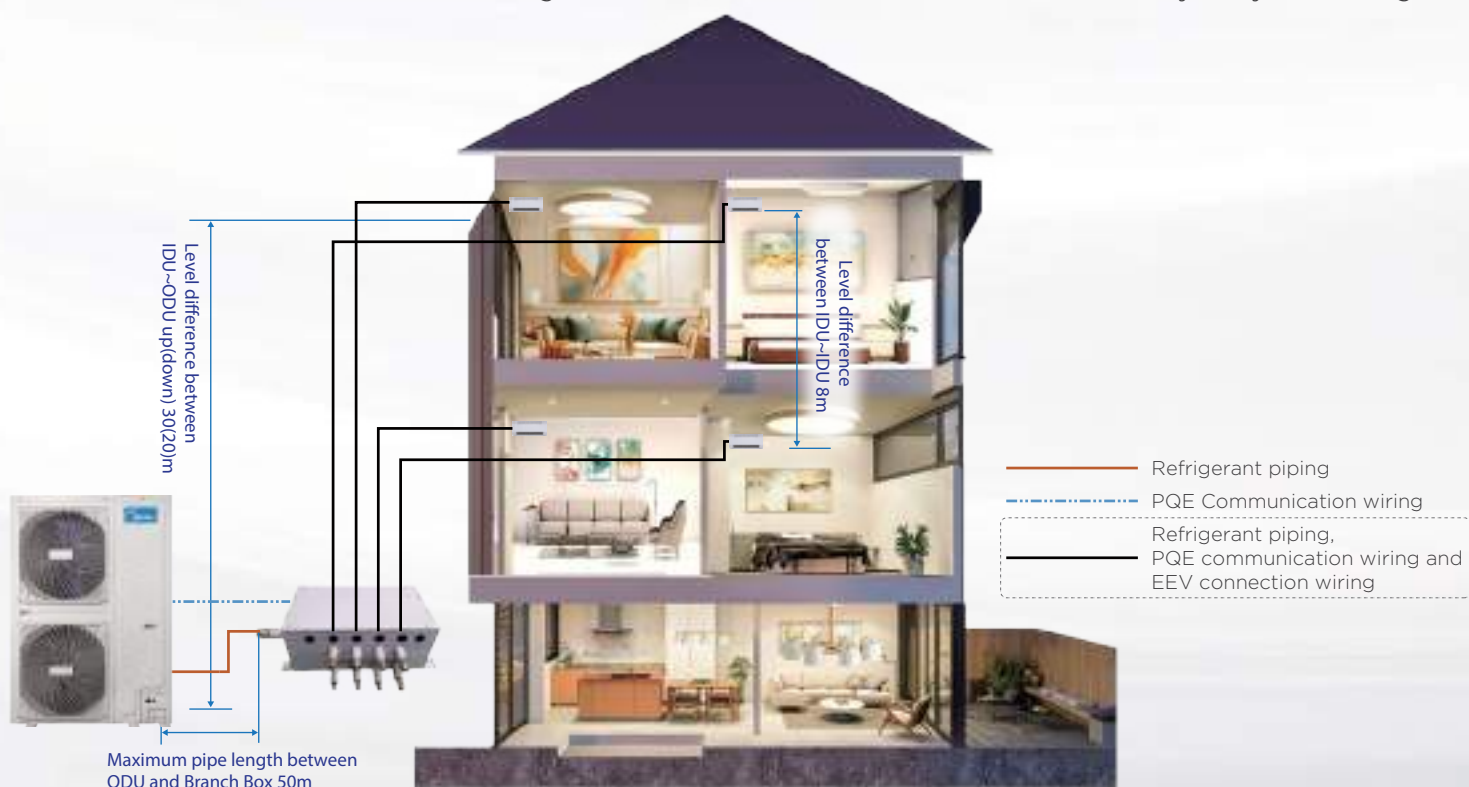 Level difference between
IDU~ODU up(down) 30(20)m
Level difference
between IDU~IDU 8m
Refrigerant piping
PQE Communication wiring
Refrigerant piping,
PQE communication wiring and
EEV connection wiring
Maximum pipe length between
ODU and Branch Box 50m